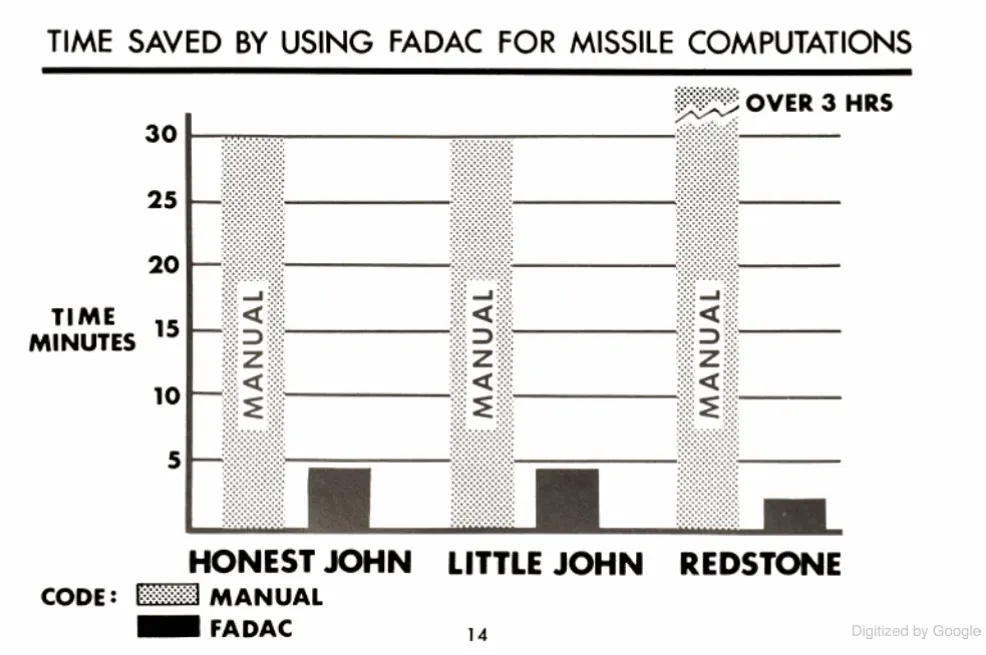 TIME SAVED BY USING FADAC FOR MISSILE COMPUTATIONS
OVER 3 HRS
30
25
20
15
10
5
TIME
MINUTES
MANUAL
MANUAL
MANUAL
HONEST JOHN
LITTLE JOHN
REDSTONE
CODE:
MANUAL
FADAC
14
Digitized by Google